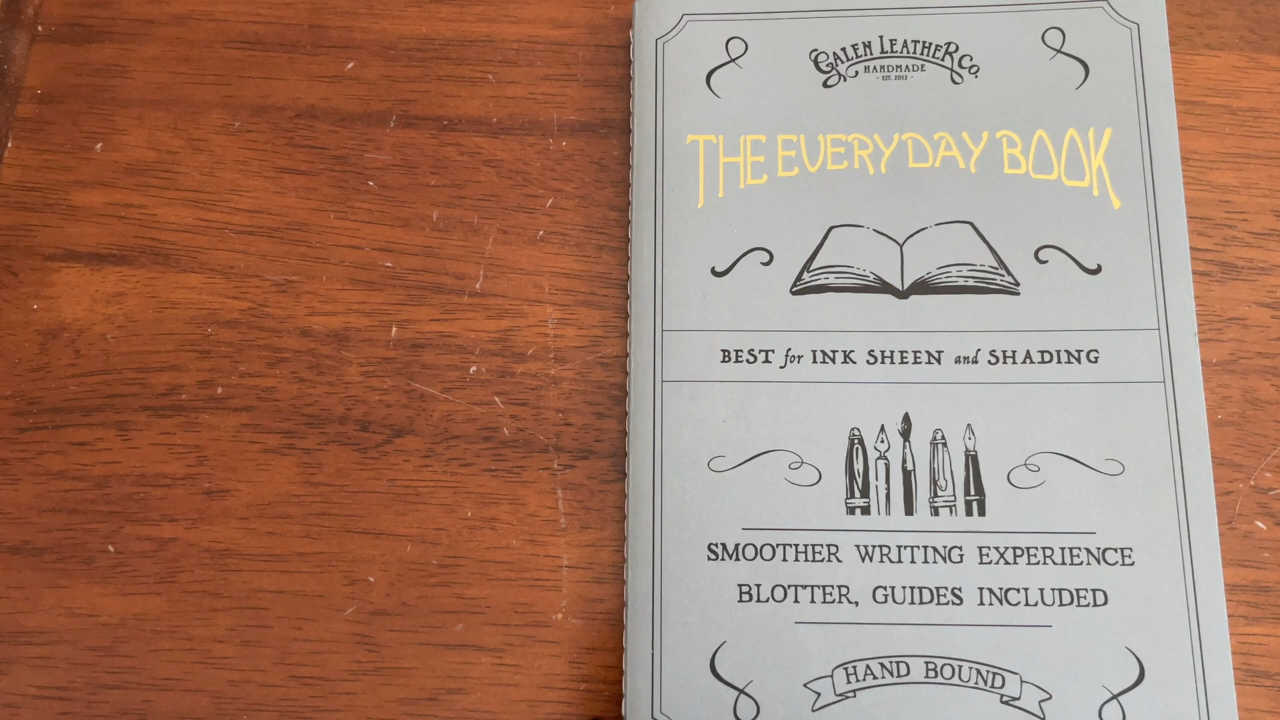 GALEN LEATHER CO.
HANDMADE
- EST. 2012 -
THE EVERYDAY BOOK
BEST for INK SHEEN and SHADING
SMOOTHER WRITING EXPERIENCE
BLOTTER, GUIDES INCLUDED
HAND BOUND